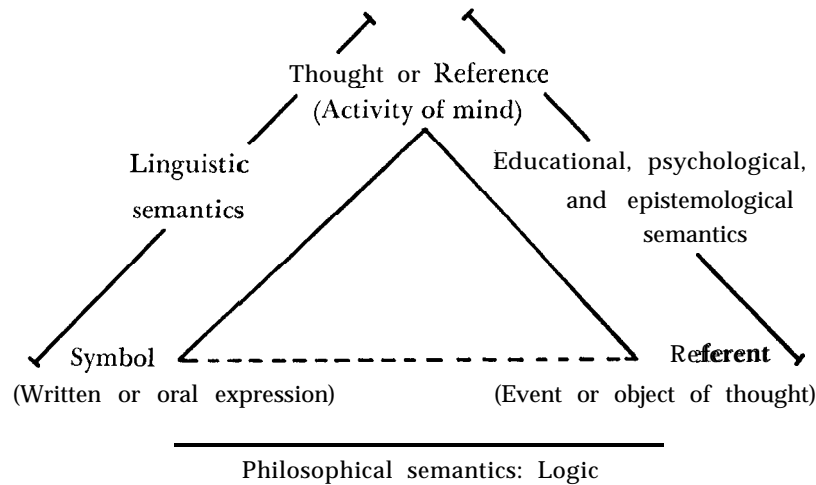 Thought or Reference
(Activity of mind)
Linguistic
semantics
Educational, psychological,
and epistemological
semantics
Symbol
(Written or oral expression)
Referent
(Event or object of thought)
Philosophical semantics: Logic